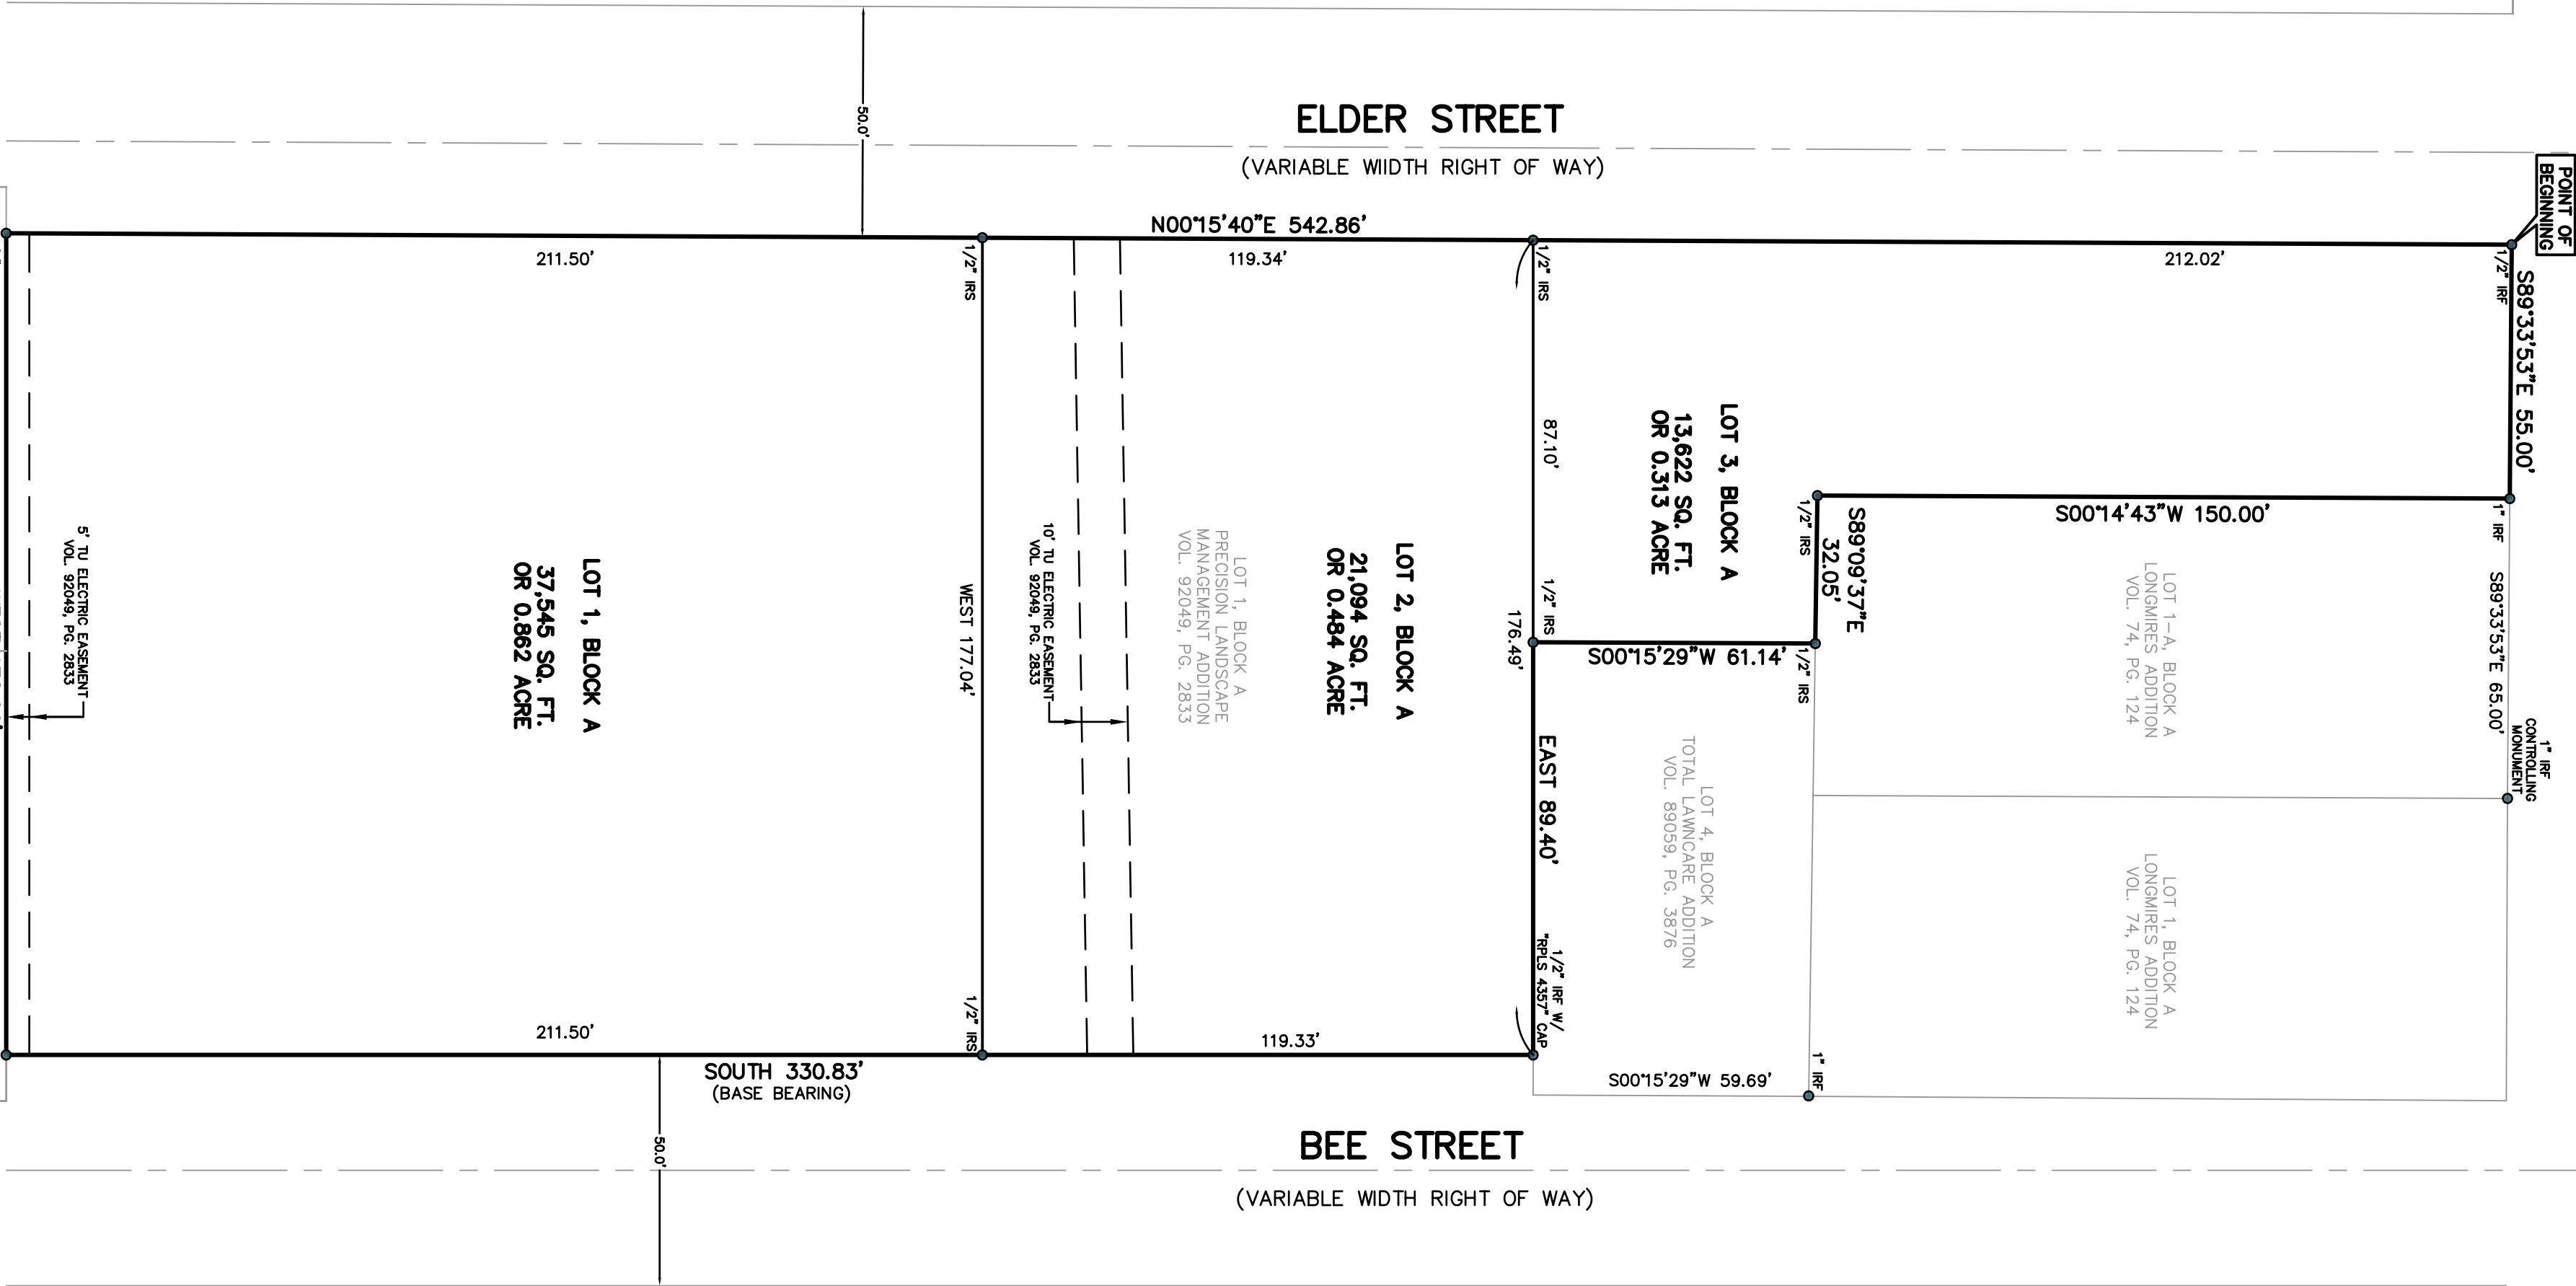 ELDER STREET
(VARIABLE WIIDTH RIGHT OF WAY)
50.0'
POINT OF
BEGINNING
N00°15'40"E 542.86'
211.50'
119.34'
212.02'
1/2" IRS
1/2" IRS
1/2" IRF
S89°33'53"E 55.00'
87.10'
LOT 3, BLOCK A
13,622 SQ. FT.
OR 0.313 ACRE
1/2" IRS
S89°09'37"E
32.05'
S00°14'43"W 150.00'
1" IRF
S89°33'53"E 65.00'
1" IRF
CONTROLLING
MONUMENT
LOT 1-A, BLOCK A
LONGMIRES ADDITION
VOL. 74, PG. 124
1/2" IRS
176.49'
S00°15'29"W 61.14'
1/2" IRS
LOT 1, BLOCK A
37,545 SQ. FT.
OR 0.862 ACRE
5' TU ELECTRIC EASEMENT
VOL. 92049, PG. 2833
WEST 177.04'
10' TU ELECTRIC EASEMENT
VOL. 92049, PG. 2833
LOT 1, BLOCK A
PRECISION LANDSCAPE
MANAGEMENT ADDITION
VOL. 92049, PG. 2833
LOT 2, BLOCK A
21,094 SQ. FT.
OR 0.484 ACRE
EAST 89.40'
LOT 4, BLOCK A
TOTAL LAWNCARE ADDITION
VOL. 89059, PG. 3876
LOT 1, BLOCK A
LONGMIRES ADDITION
VOL. 74, PG. 124
1/2" IRF W/
"RPLS 4357" CAP
1/2" IRS
211.50'
119.33'
1" IRF
SOUTH 330.83'
(BASE BEARING)
S00°15'29"W 59.69'
50.0'
BEE STREET
(VARIABLE WIDTH RIGHT OF WAY)